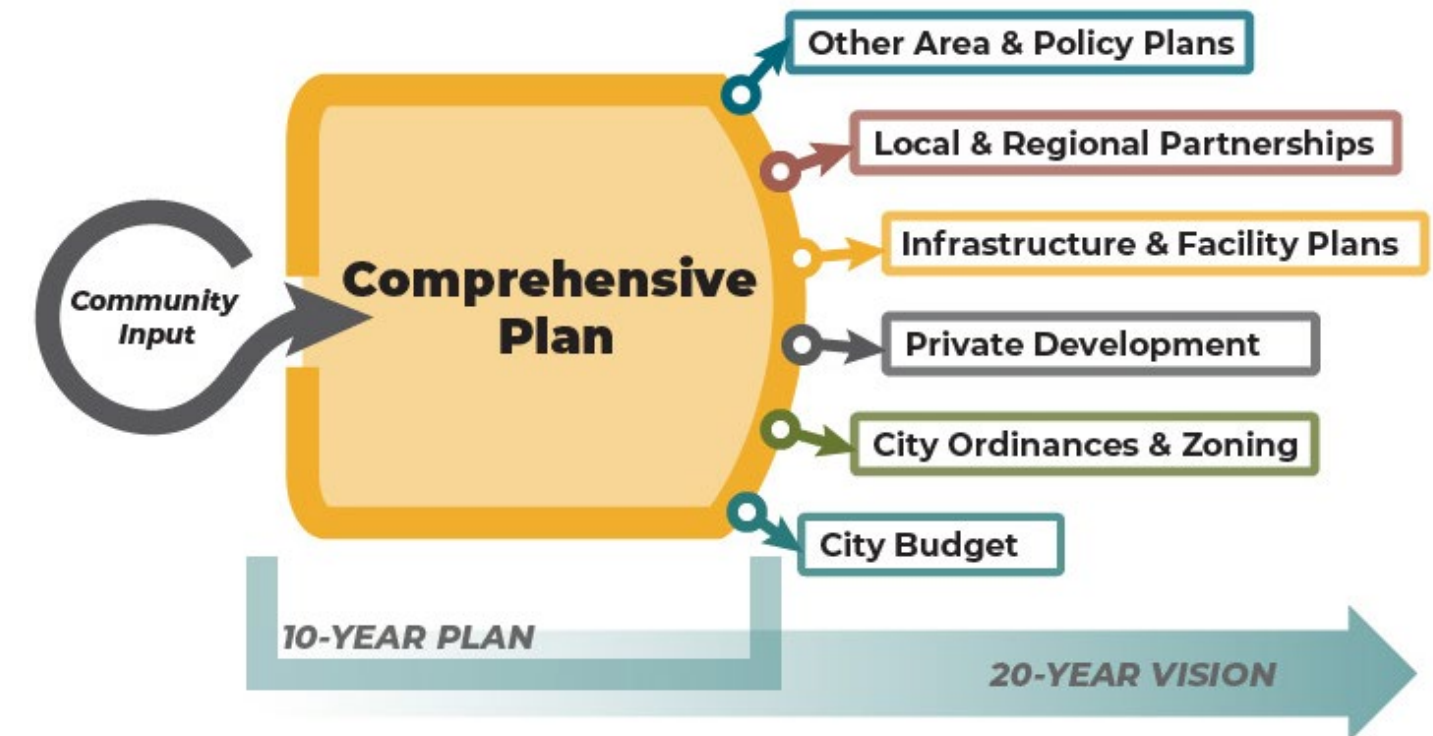 Other Area & Policy Plans
Local & Regional Partnerships
Infrastructure & Facility Plans
Community
Input
Comprehensive
Plan
Private Development
City Ordinances & Zoning
City Budget
10-YEAR PLAN
20-YEAR VISION